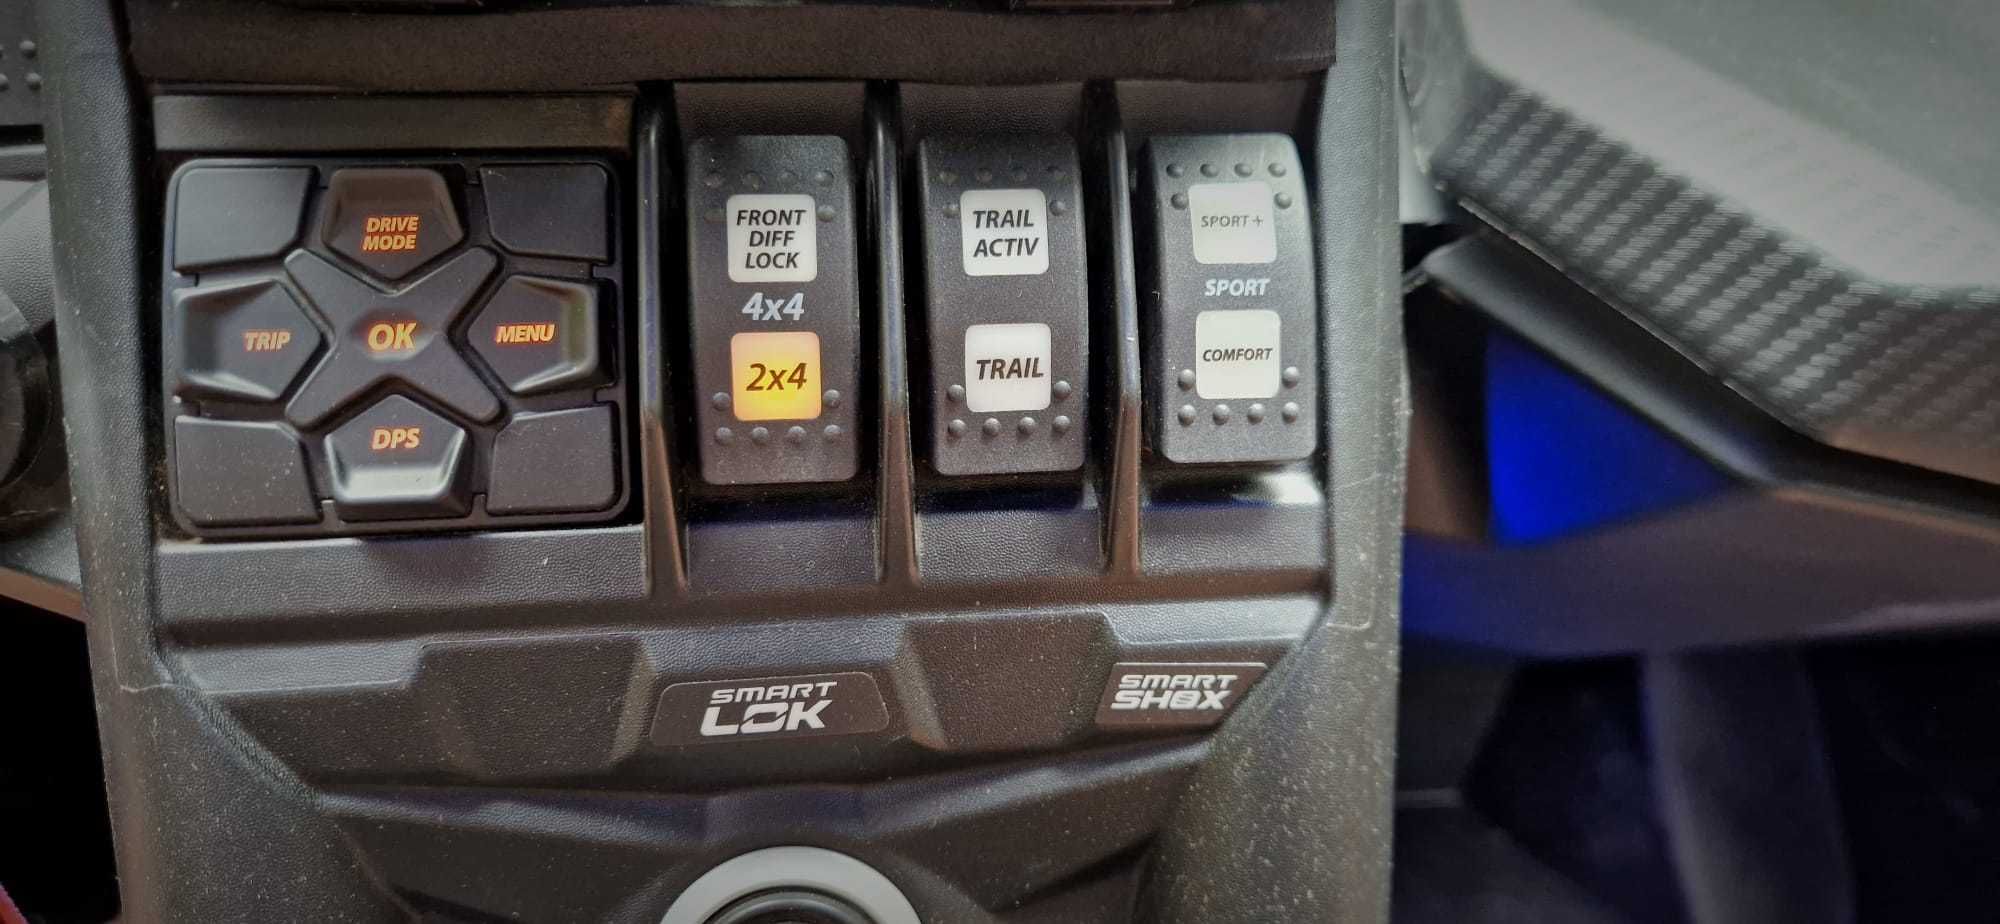 DRIVE
MODE
TRIP
OK
MENU
DPS
FRONT
DIFF
LOCK
4x4
2x4
TRAIL
ACTIV
TRAIL
SPORT+
SPORT
COMFORT
SMART
LOK
SMART
SHOX